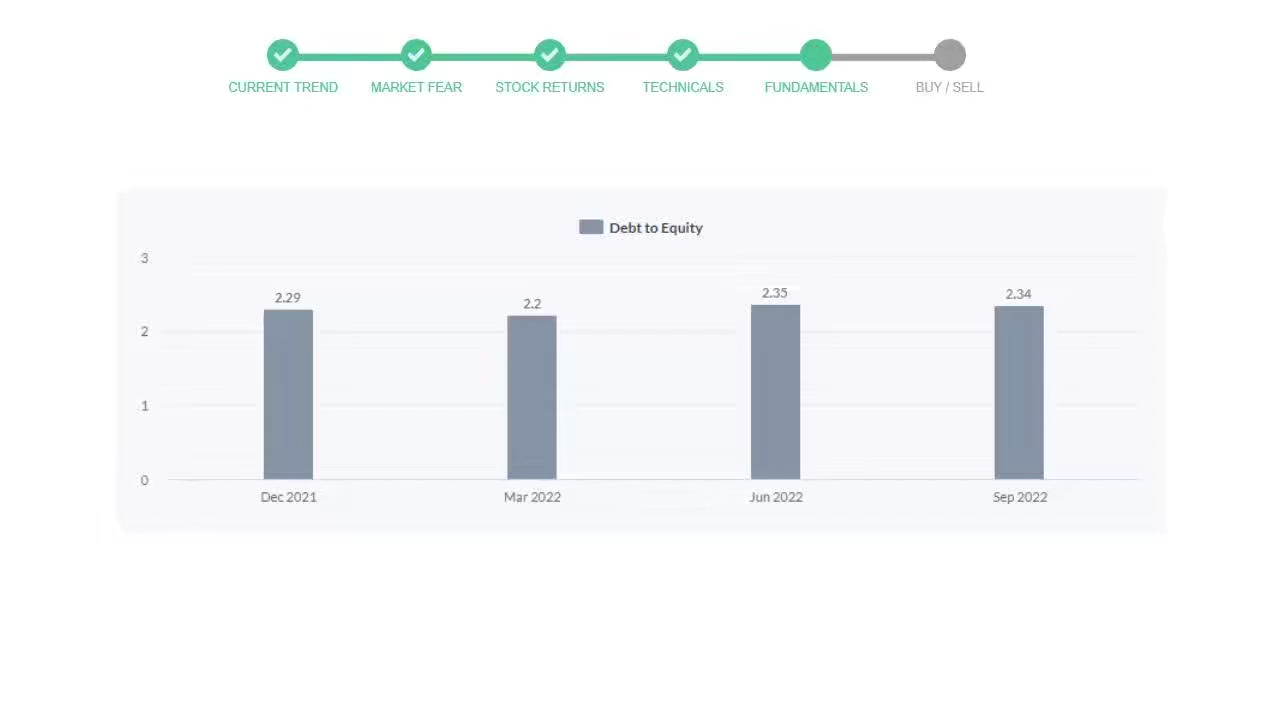 CURRENT TREND MARKET FEAR STOCK RETURNS TECHNICALS FUNDAMENTALS BUY / SELL
Debt to Equity
3
2.29 2.2 2.35 2.34
2
1
0
Dec 2021 Mar 2022 Jun 2022 Sep 2022